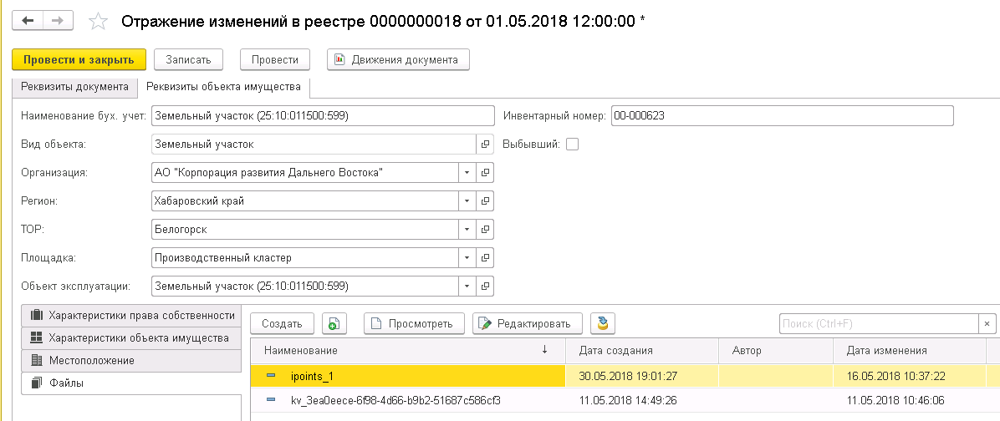 Отражение изменений в реестре 0000000018 от 01.05.2018 12:00:00 *
Провести и закрыть Записать Провести Движения документа
Реквизиты документа Реквизиты объекта имущества
Наименование бух. учет: Земельный участок (25:10:011500:599) Инвентарный номер: 00-000623
Вид объекта: Земельный участок Выбывший:
Организация: АО "Корпорация развития Дальнего Востока"
Регион: Хабаровский край
ТОР: Белогорск
Площадка: Производственный кластер
Объект эксплуатации: Земельный участок (25:10:011500:599)
Характеристики права собственности
Характеристики объекта имущества
Местоположение
Файлы
Создать Просмотреть Редактировать Поиск (Ctrl+F) ×
Наименование ↓ Дата создания Автор Дата изменения
ipoints_1 30.05.2018 19:01:27 16.05.2018 10:37:22
kv_3ea0eece-6f98-4d66-b9b2-51687c586cf3 11.05.2018 14:49:26 11.05.2018 10:46:06